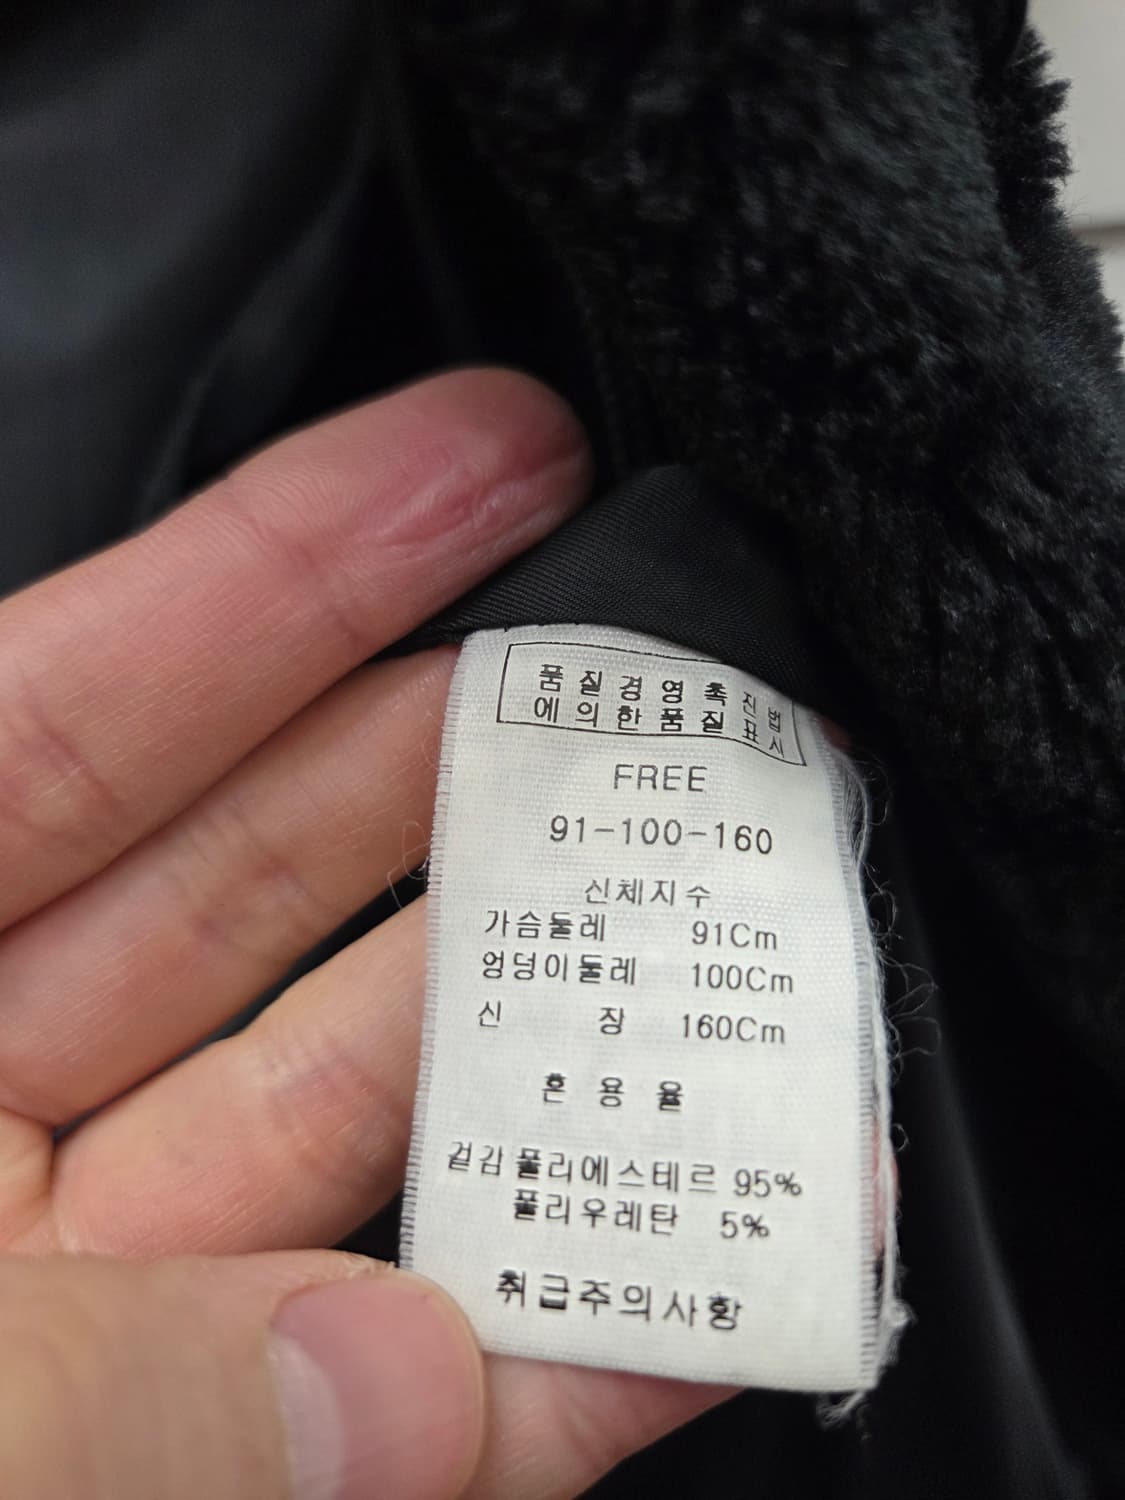 품질경영촉진법
에의한품질표시
FREE
91-100-160
신체지수
가슴둘레 91Cm
엉덩이둘레 100Cm
신 장 160Cm
혼 용 율
겉감 폴리에스테르 95%
폴리우레탄 5%
취급주의사항